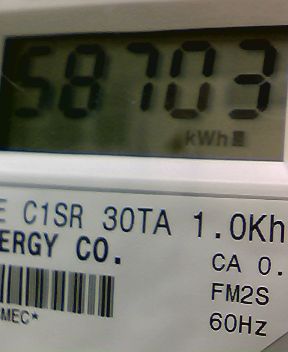 58703
kWh
E C1SR 30TA 1.0Kh
ERGY CO.
CA 0.
FM2S
MEC*
60Hz